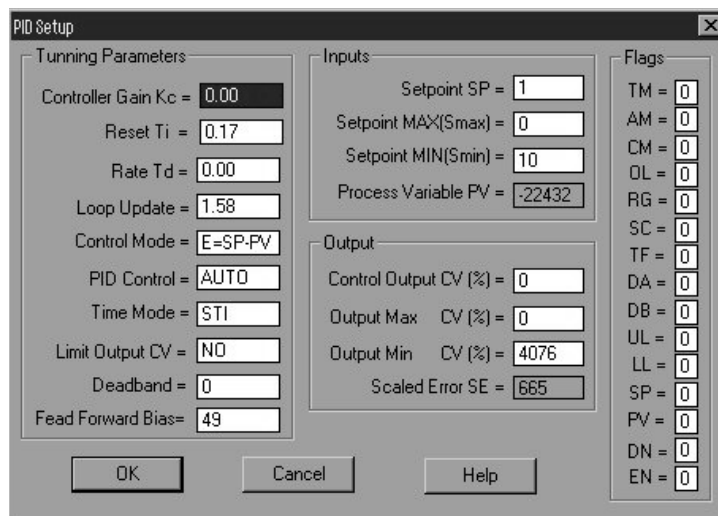 PID Setup
Tunning Parameters
Controller Gain Kc = 0.00
Reset Ti = 0.17
Rate Td = 0.00
Loop Update = 1.58
Control Mode = E=SP-PV
PID Control = AUTO
Time Mode = STI
Limit Output CV = NO
Deadband = 0
Fead Forward Bias= 49
Inputs
Setpoint SP = 1
Setpoint MAX(Smax) = 0
Setpoint MIN(Smin) = 10
Process Variable PV = -22432
Output
Control Output CV (%) = 0
Output Max CV (%) = 0
Output Min CV (%) = 4076
Scaled Error SE = 665
Flags
TM = 0
AM = 0
CM = 0
OL = 0
RG = 0
SC = 0
TF = 0
DA = 0
DB = 0
UL = 0
LL = 0
SP = 0
PV = 0
DN = 0
EN = 0
OK
Cancel
Help